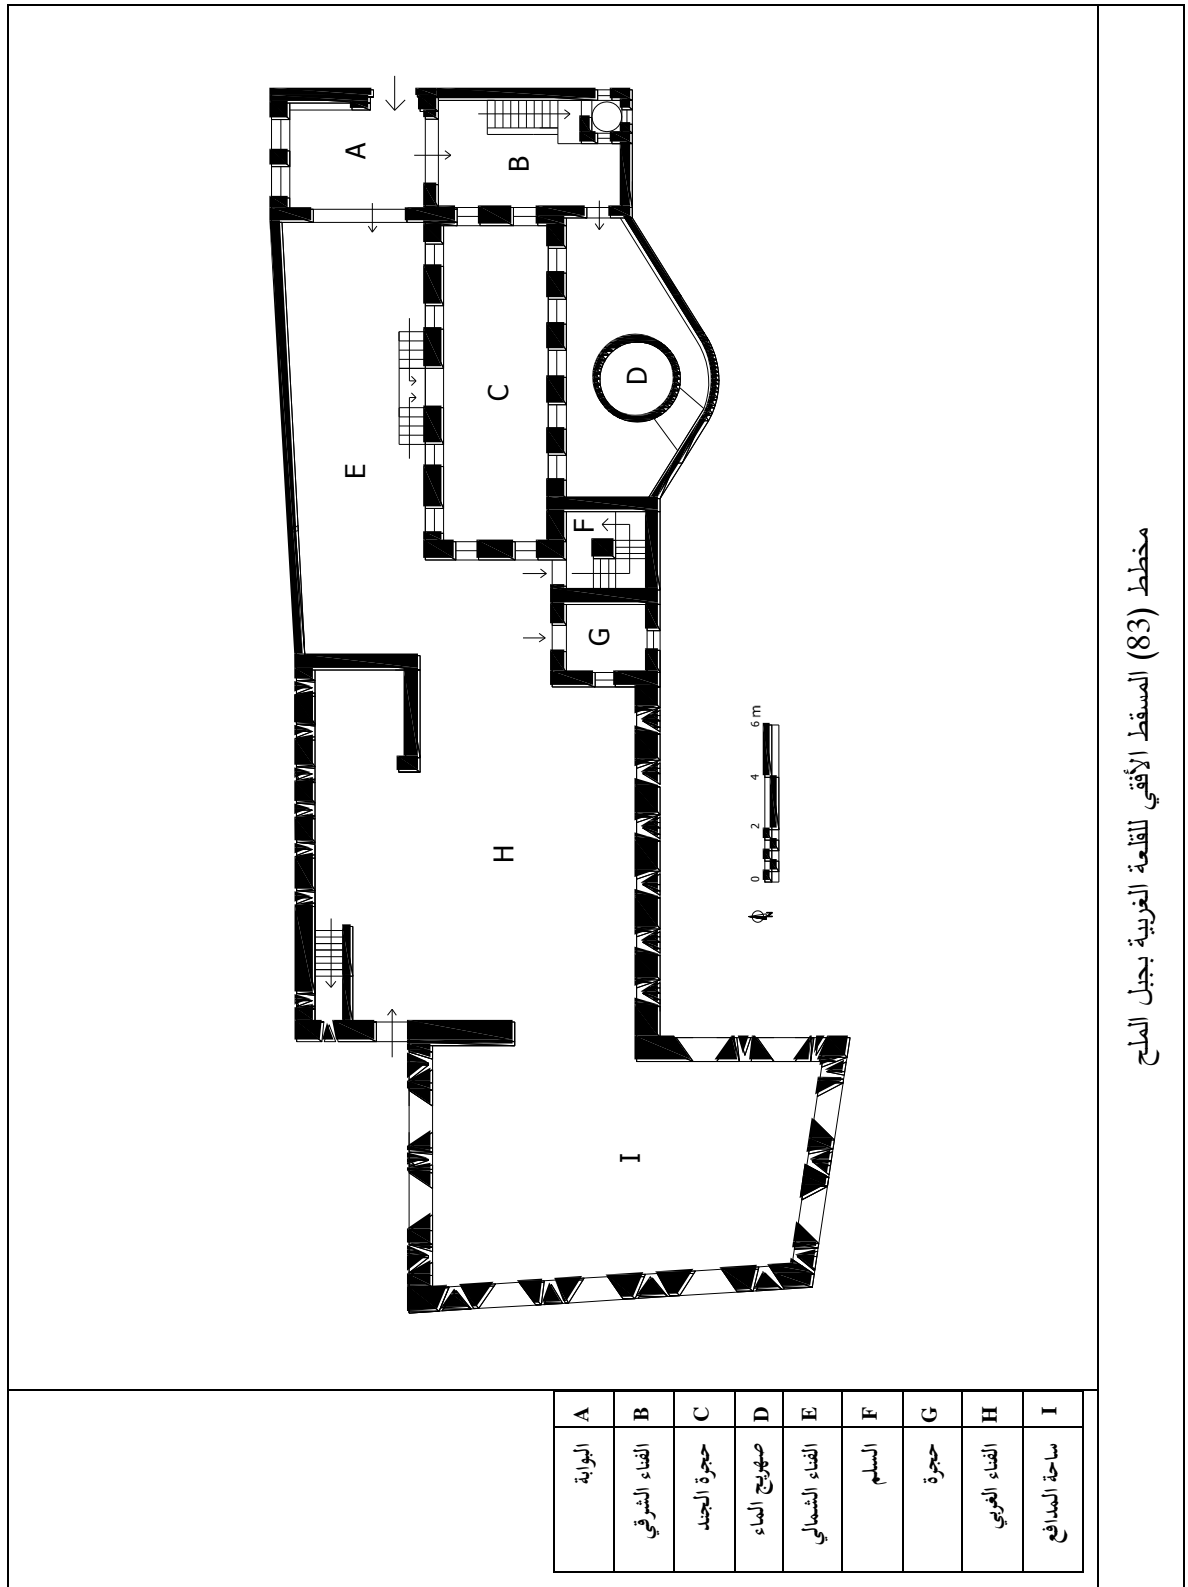 A
B
C
D
E
F
G
H
I
0 2 4 6 m
N
A البوابة
B الفناء الشرقي
C حجرة الجند
D صهريج الماء
E الفناء الشمالي
F السلم
G حجرة
H الفناء الغربي
I ساحة المدافع
مخطط (83) المسقط الأفقي للقلعة الغربية بجبل الملح